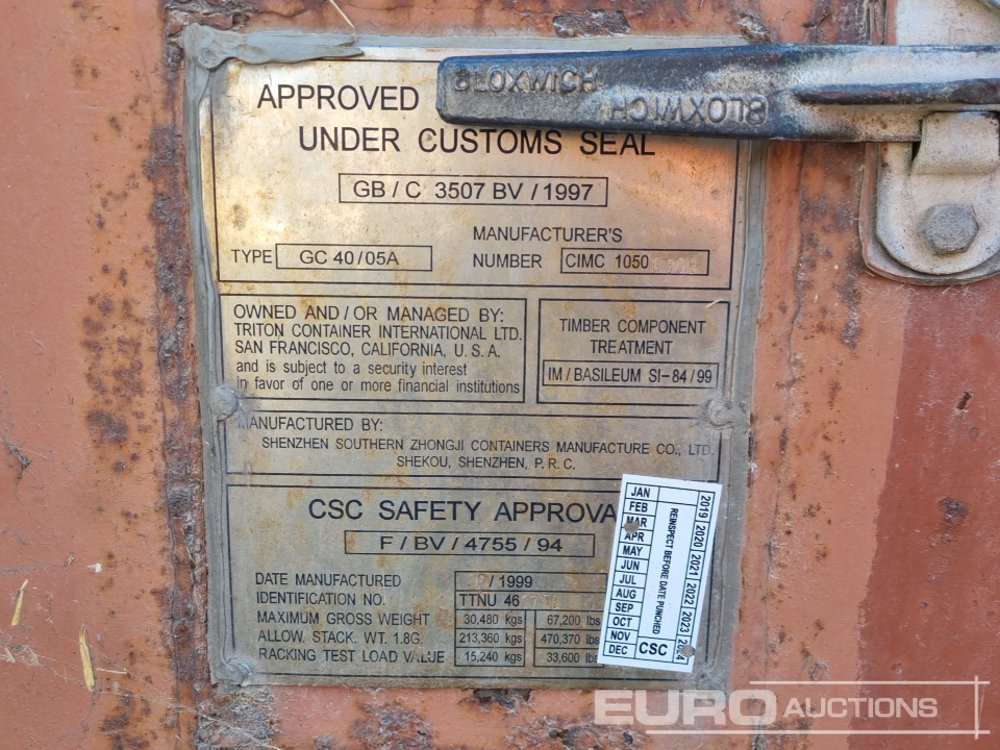 APPROVED
UNDER CUSTOMS SEAL
BLOXWICH
BLOXWICH
GB / C 3507 BV / 1997
TYPE GC 40/05A
MANUFACTURER'S
NUMBER CIMC 1050
OWNED AND / OR MANAGED BY:
TRITON CONTAINER INTERNATIONAL LTD.
SAN FRANCISCO, CALIFORNIA, U. S. A.
and is subject to a security interest
in favor of one or more financial institutions
TIMBER COMPONENT
TREATMENT
IM / BASILEUM SI-84/99
MANUFACTURED BY:
SHENZHEN SOUTHERN ZHONGJI CONTAINERS MANUFACTURE CO., LTD.
SHEKOU, SHENZHEN, P. R. C.
CSC SAFETY APPROVA
F / BV / 4755 / 94
DATE MANUFACTURED / 1999
IDENTIFICATION NO. TTNU 46
MAXIMUM GROSS WEIGHT 30,480 kgs 67,200 lbs
ALLOW. STACK. WT. 1.8G. 213,360 kgs 470,370 lbs
RACKING TEST LOAD VALUE 15,240 kgs 33,600 lbs
JAN
FEB
MAR
APR
MAY
JUN
JUL
AUG
SEP
OCT
NOV
DEC
REINSPECT BEFORE DATE PUNCHED
CSC
2019 2020 2021 2022 2023 2024
EURO AUCTIONS